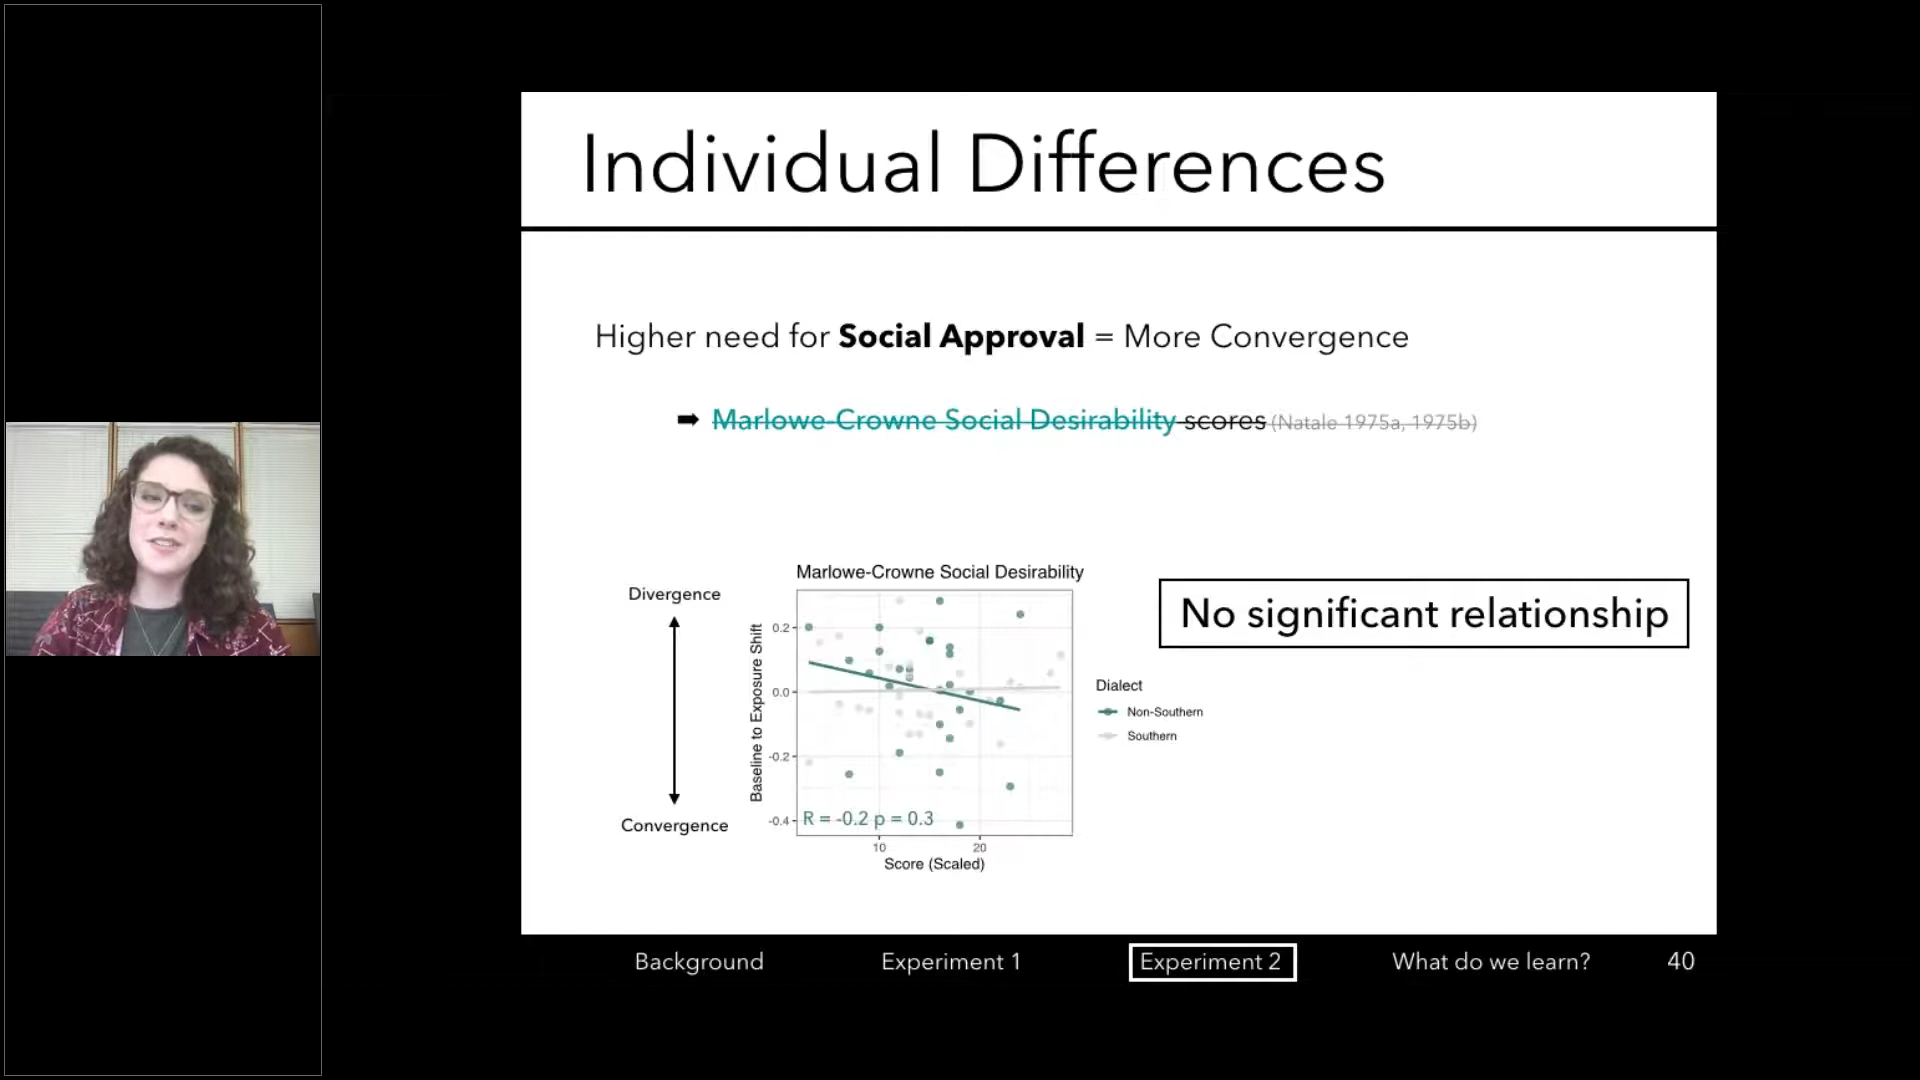 Individual Differences
Higher need for Social Approval = More Convergence
➡ Marlowe-Crowne Social Desirability scores (Natale 1975a, 1975b)
Marlowe-Crowne Social Desirability
Divergence
Convergence
Baseline to Exposure Shift
0.2
0.0
-0.2
-0.4
R = -0.2 p = 0.3
10 20
Score (Scaled)
Dialect
Non-Southern
Southern
No significant relationship
Background Experiment 1 Experiment 2 What do we learn? 40